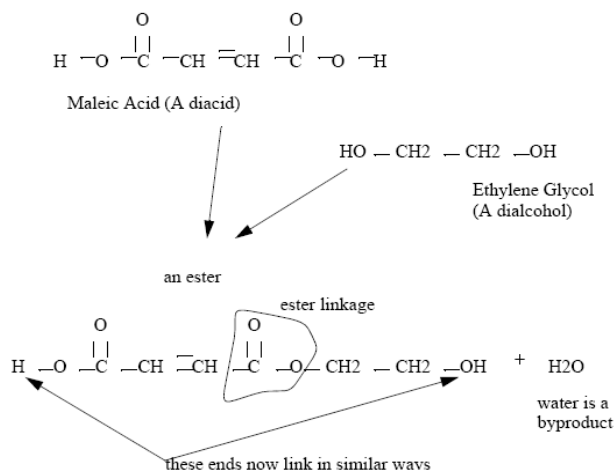 O
H O C CH CH C O H
Maleic Acid (A diacid)
HO CH2 CH2 OH
Ethylene Glycol
(A dialcohol)
an ester
ester linkage
O O
H O C CH CH C O CH2 CH2 OH + H2O
water is a
byproduct
these ends now link in similar ways